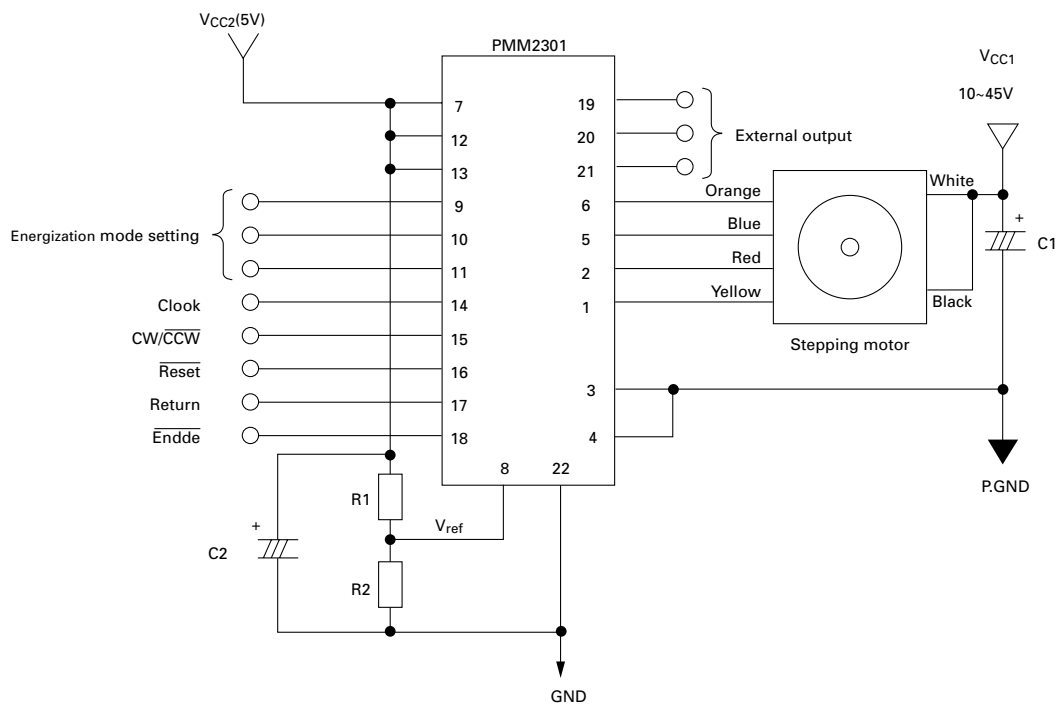 VCC2(5V)
PMM2301
VCC1
10~45V
7
12
13
9
10
11
14
15
16
17
18
8
22
19
20
21
6
5
2
1
3
4
External output
Energization mode setting
Clook
CW/CCW
Reset
Return
Endde
Orange
Blue
Red
Yellow
White
Black
Stepping motor
+
C1
P.GND
R1
Vref
R2
+
C2
GND